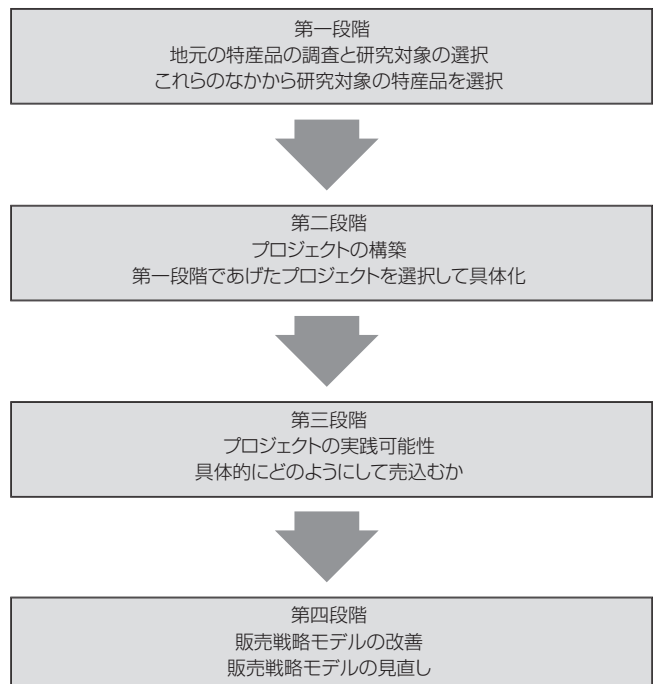 第一段階
地元の特産品の調査と研究対象の選択
これらのなかから研究対象の特産品を選択
第二段階
プロジェクトの構築
第一段階であげたプロジェクトを選択して具体化
第三段階
プロジェクトの実践可能性
具体的にどのようにして売込むか
第四段階
販売戦略モデルの改善
販売戦略モデルの見直し